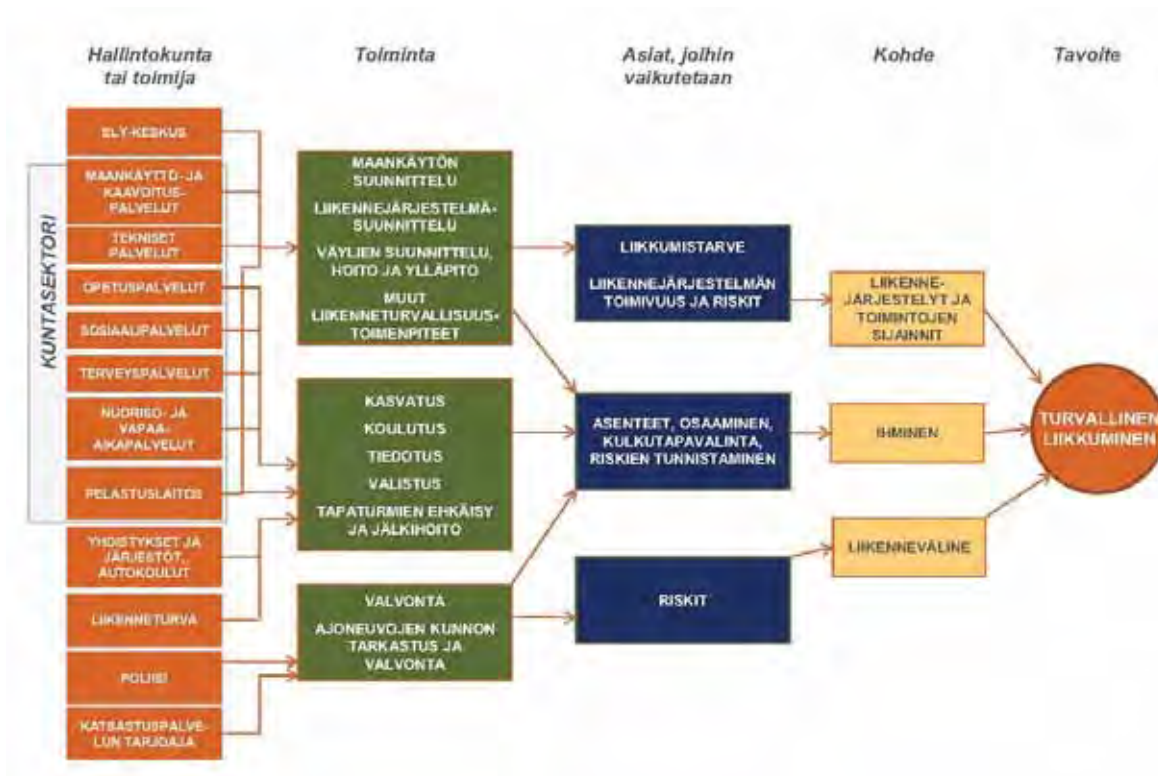 Hallintokunta
tai toimija
Toiminta
Asiat, joihin
vaikutetaan
Kohde
Tavoite
KUNTASEKTORI
ELY-KESKUS
MAANKÄYTTÖ- JA
KAAVOITUS-
PALVELUT
TEKNISET
PALVELUT
OPETUSPALVELUT
SOSIAALIPALVELUT
TERVEYSPALVELUT
NUORISO- JA
VAPAA-
AIKAPALVELUT
PELASTUSLAITOS
YHDISTYKSET JA
JÄRJESTÖT,
AUTOKOULUT
LIIKENNETURVA
POLIISI
KATSASTUSPALVE-
LUN TARJOAJA
MAANKÄYTÖN
SUUNNITTELU
LIIKENNEJÄRJESTELMÄ-
SUUNNITTELU
VÄYLIEN SUUNNITTELU,
HOITO JA YLLÄPITO
MUUT
LIIKENNETURVALLISUUS-
TOIMENPITEET
KASVATUS
KOULUTUS
TIEDOTUS
VALISTUS
TAPATURMIEN EHKÄISY
JA JÄLKIHOITO
VALVONTA
AJONEUVOJEN KUNNON
TARKASTUS JA
VALVONTA
LIIKKUMISTARVE
LIIKENNEJÄRJESTELMÄN
TOIMIVUUS JA RISKIT
ASENTEET, OSAAMINEN,
KULKUTAPAVALINTA,
RISKIEN TUNNISTAMINEN
RISKIT
LIIKENNE-
JÄRJESTELYT JA
TOIMINTOJEN
SIJAINNIT
IHMINEN
LIIKENNEVÄLINE
TURVALLINEN
LIIKKUMINEN